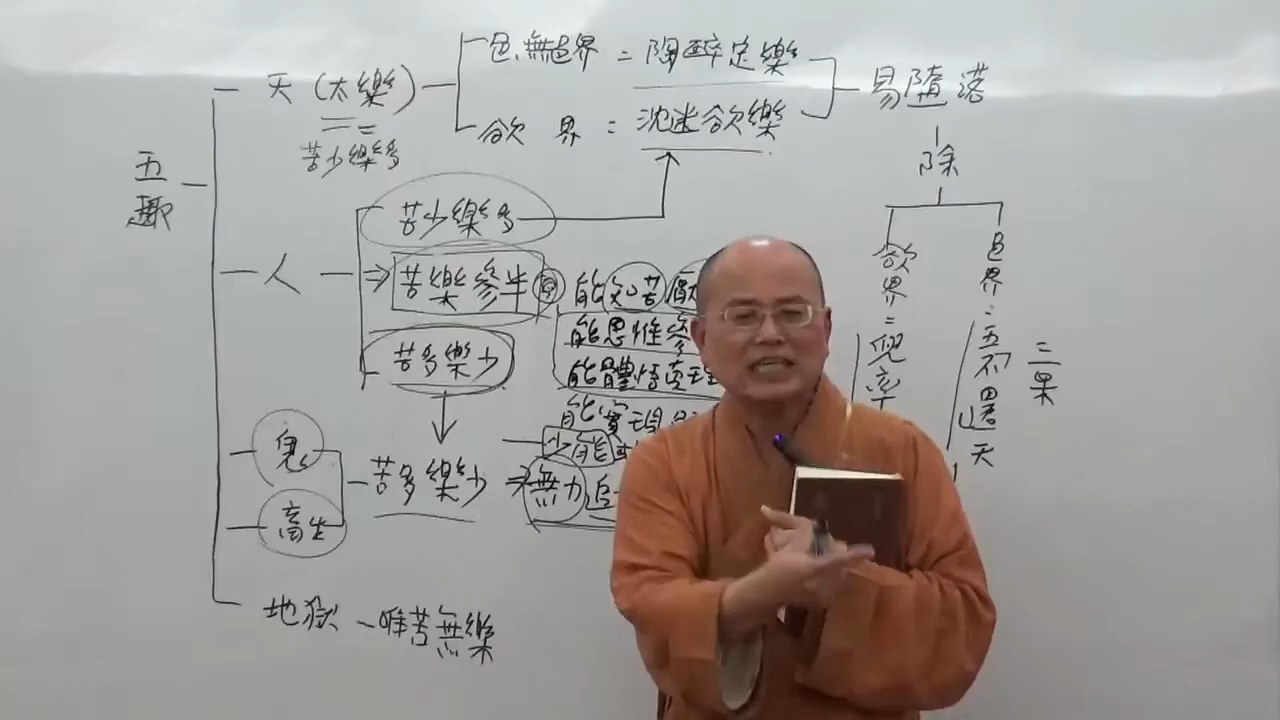 色.無色界 = 陶醉定樂
天 (太樂)
欲 界 : 沈迷欲樂
易墮落
苦少樂多
除
五趣
苦少樂多
人
苦樂參半
能知苦
欲界 = 兜率
色界 : 五不還天
三果
能思惟
苦多樂少
能體悟真理
能實現
少能
鬼
苦多樂少
無力
畜生
地獄 - 唯苦無樂